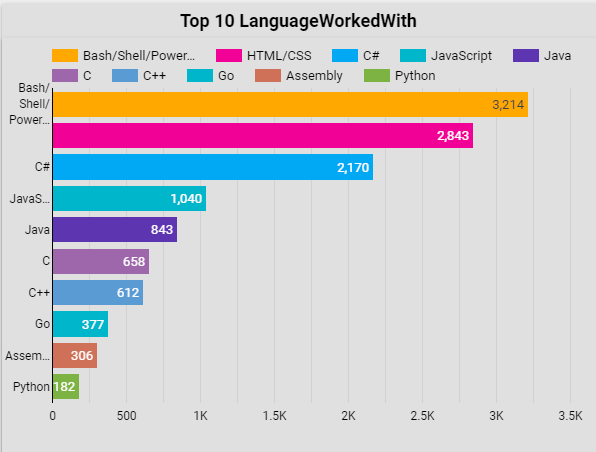 Top 10 LanguageWorkedWith
Bash/Shell/Power… HTML/CSS C# JavaScript Java
C C++ Go Assembly Python
Bash/
Shell/
Power…
3,214
2,843
C# 2,170
JavaS… 1,040
Java 843
C 658
C++ 612
Go 377
Assem… 306
Python 182
0 500 1K 1.5K 2K 2.5K 3K 3.5K